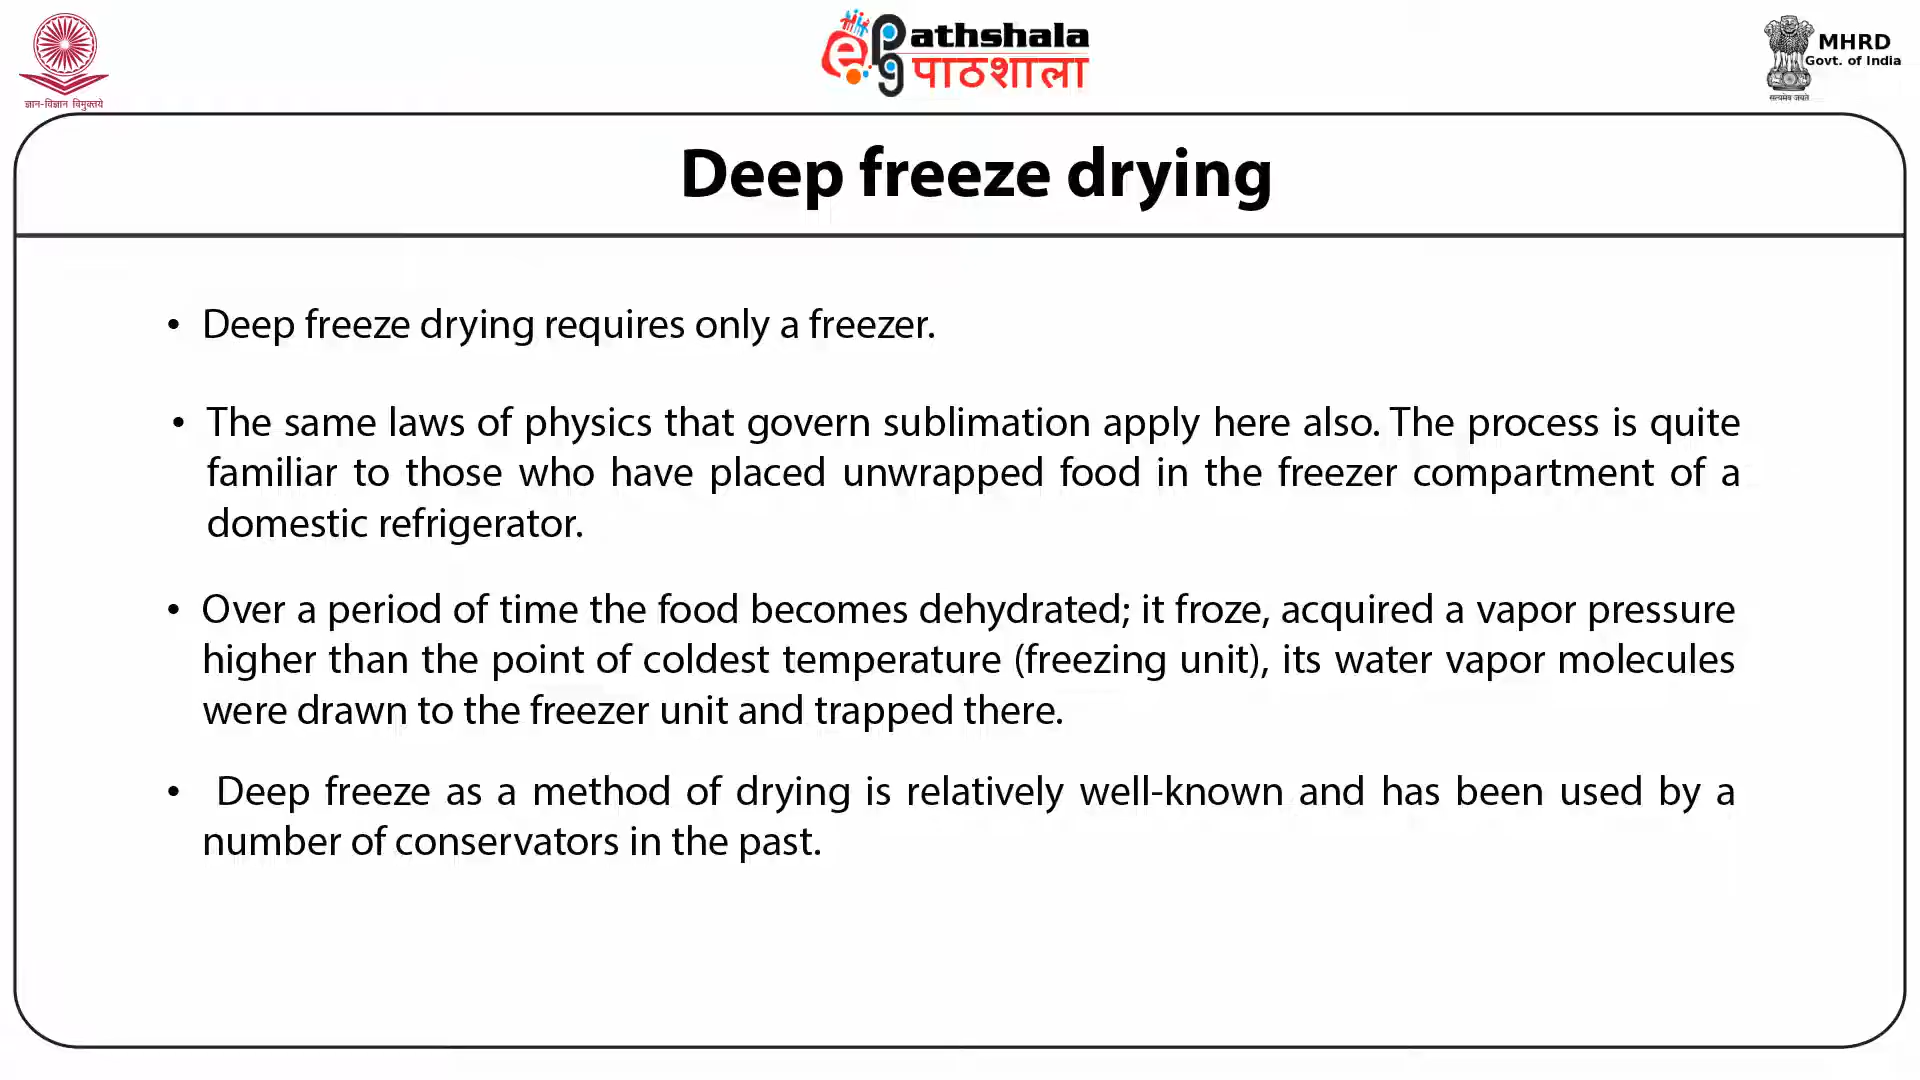 ज्ञान-विज्ञान विमुक्तये
ePathshala
पाठशाला
MHRD
Govt. of India
सत्यमेव जयते
Deep freeze drying
• Deep freeze drying requires only a freezer.
• The same laws of physics that govern sublimation apply here also. The process is quite
familiar to those who have placed unwrapped food in the freezer compartment of a
domestic refrigerator.
• Over a period of time the food becomes dehydrated; it froze, acquired a vapor pressure
higher than the point of coldest temperature (freezing unit), its water vapor molecules
were drawn to the freezer unit and trapped there.
• Deep freeze as a method of drying is relatively well-known and has been used by a
number of conservators in the past.